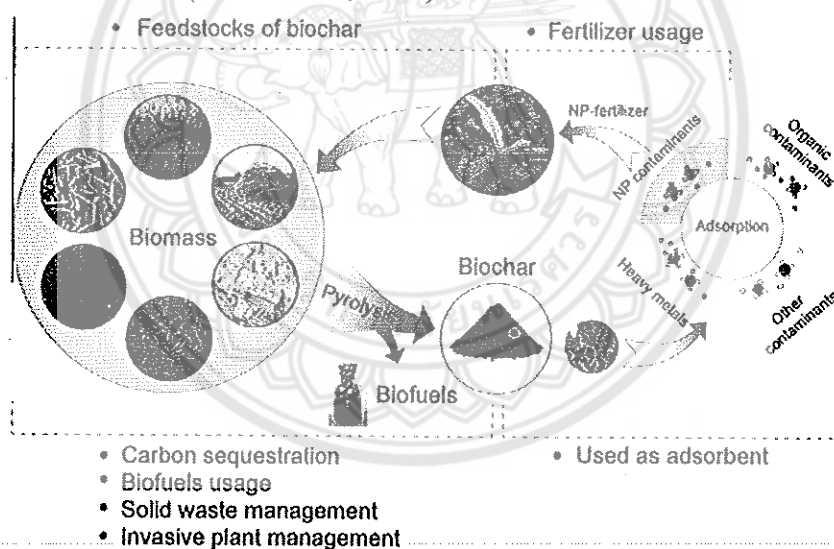 • Feedstocks of biochar
• Fertilizer usage
NP-fertilizer
NP contaminants
Organic
contaminants
Adsorption
Biomass
Biochar
Pyrolysis
Heavy metals
Other
contaminants
Biofuels
• Carbon sequestration
• Used as adsorbent
• Biofuels usage
• Solid waste management
• Invasive plant management